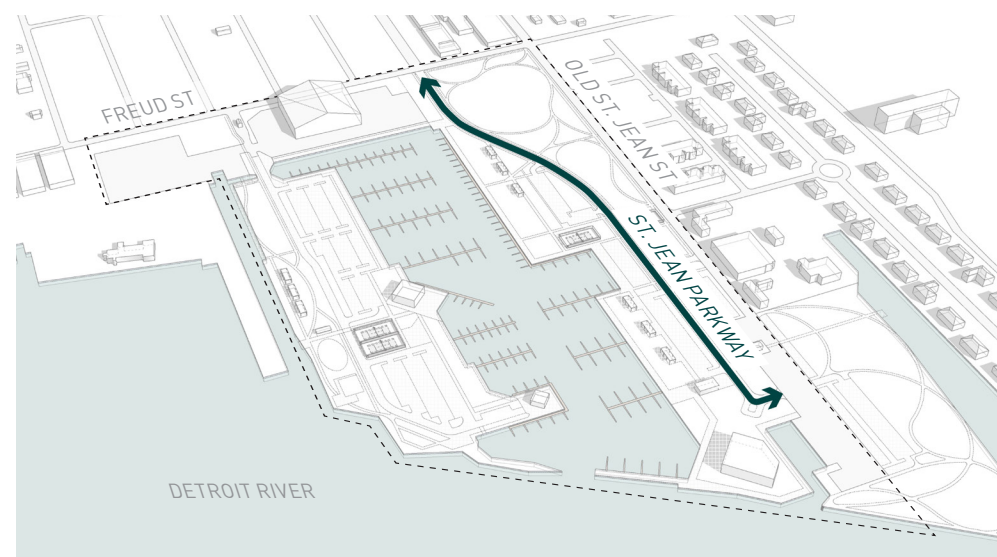 FREUD ST
OLD ST. JEAN ST
ST. JEAN PARKWAY
DETROIT RIVER